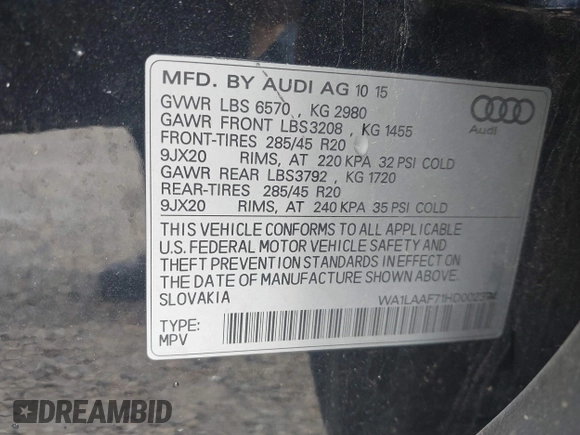 MFD. BY AUDI AG 10 15
GVWR LBS 6570 , KG 2980
GAWR FRONT LBS3208 , KG 1455
FRONT-TIRES 285/45 R20
9JX20 RIMS, AT 220 KPA 32 PSI COLD
GAWR REAR LBS3792 , KG 1720
REAR-TIRES 285/45 R20
9JX20 RIMS, AT 240 KPA 35 PSI COLD
Audi
THIS VEHICLE CONFORMS TO ALL APPLICABLE
U.S. FEDERAL MOTOR VEHICLE SAFETY AND
THEFT PREVENTION STANDARDS IN EFFECT ON
THE DATE OF MANUFACTURE SHOWN ABOVE.
SLOVAKIA
TYPE:
MPV
DREAMBID